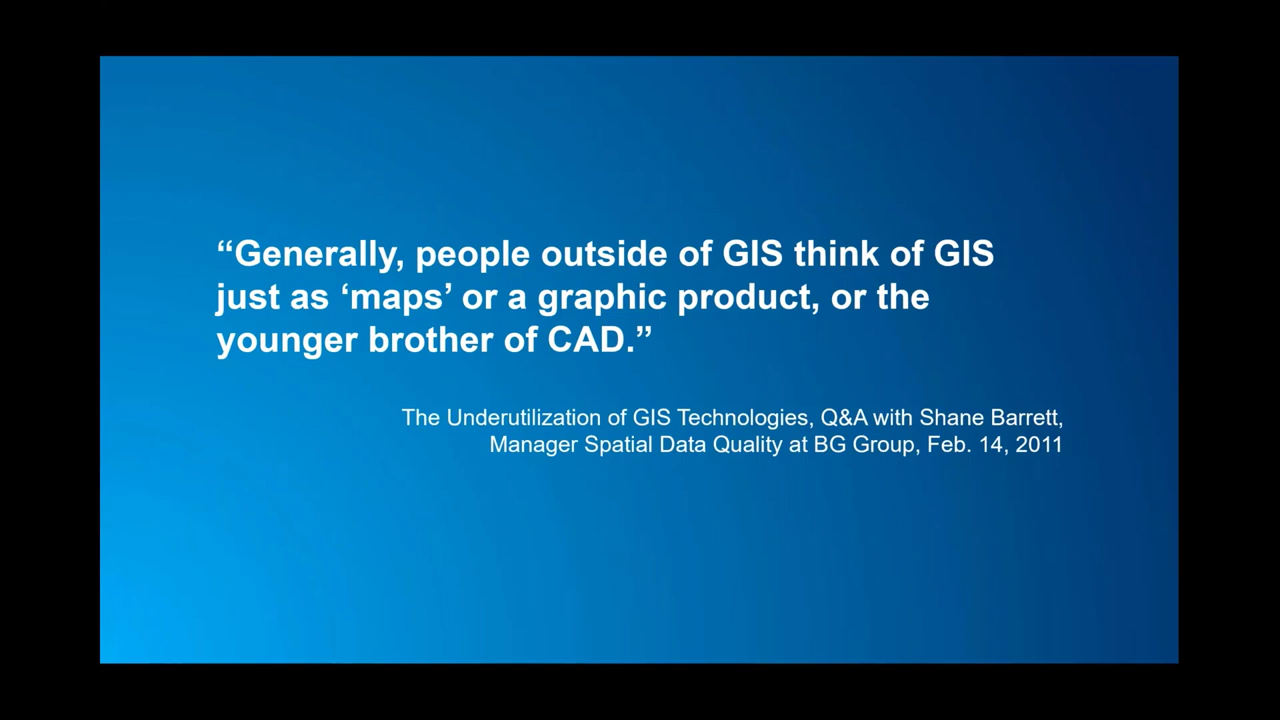 “Generally, people outside of GIS think of GIS
just as ‘maps’ or a graphic product, or the
younger brother of CAD.”
The Underutilization of GIS Technologies, Q&A with Shane Barrett,
Manager Spatial Data Quality at BG Group, Feb. 14, 2011